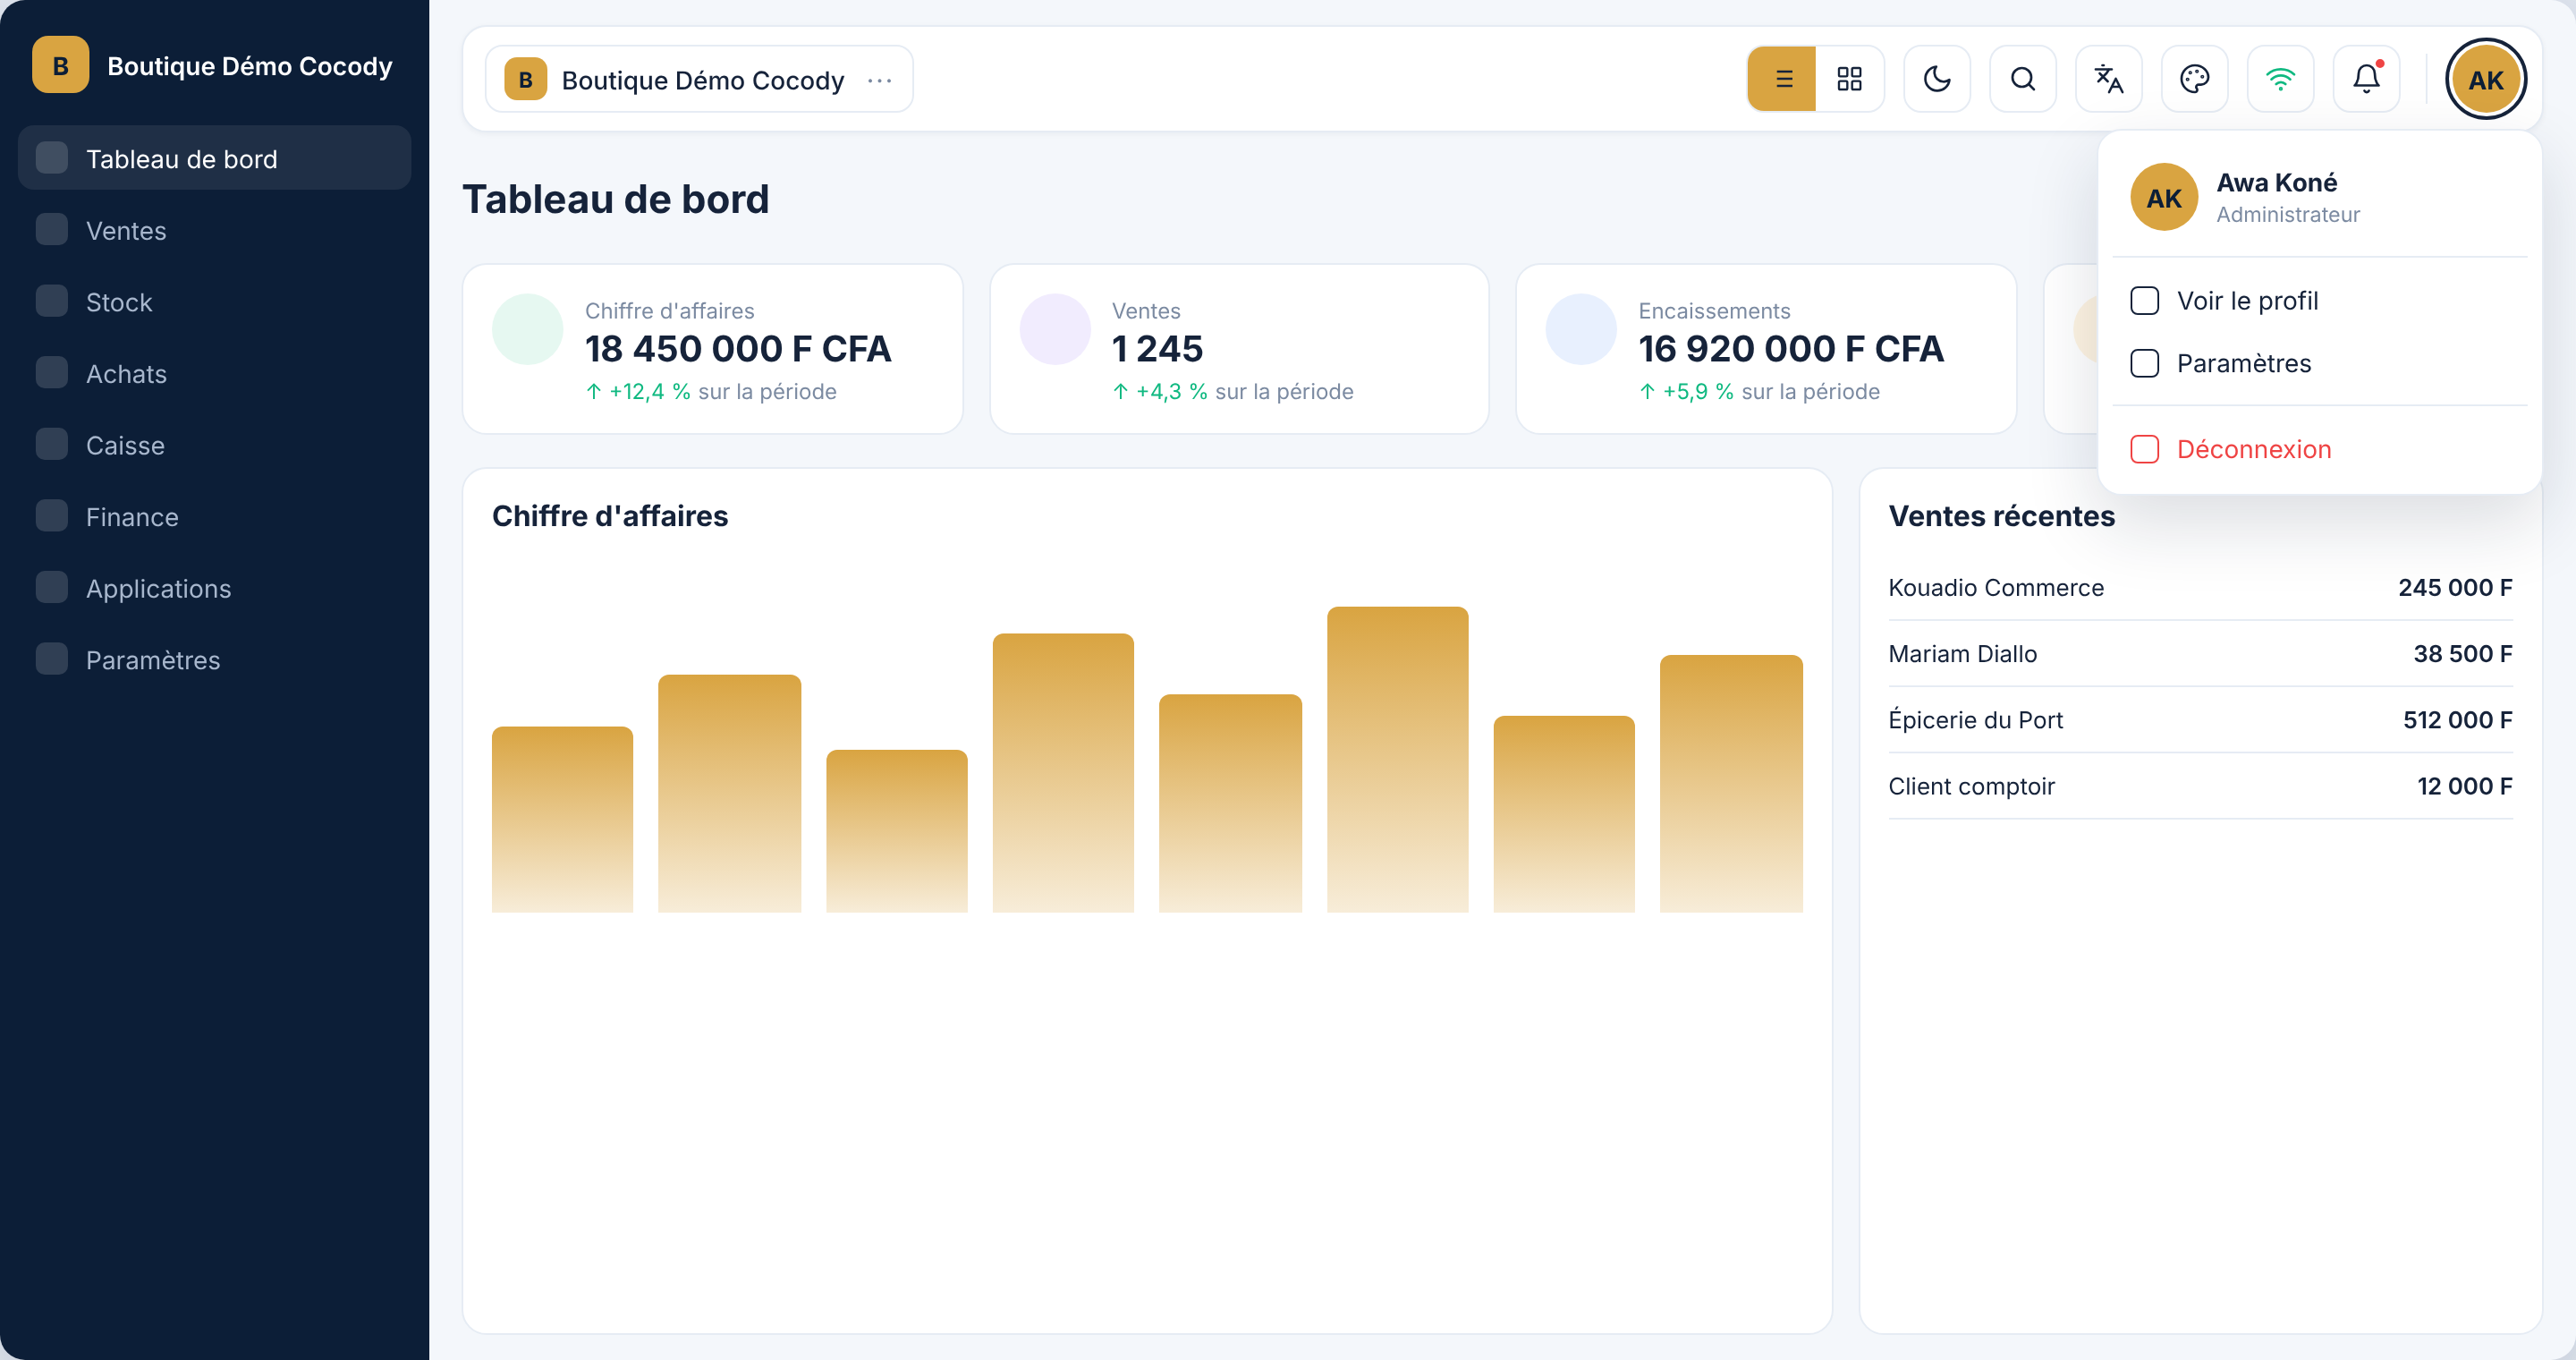 B Boutique Démo Cocody
Tableau de bord
Ventes
Stock
Achats
Caisse
Finance
Applications
Paramètres
B Boutique Démo Cocody ···
AK
AK
Awa Koné
Administrateur
Voir le profil
Paramètres
Déconnexion
Tableau de bord
Chiffre d'affaires
18 450 000 F CFA
↑ +12,4 % sur la période
Ventes
1 245
↑ +4,3 % sur la période
Encaissements
16 920 000 F CFA
↑ +5,9 % sur la période
Chiffre d'affaires
Ventes récentes
Kouadio Commerce 245 000 F
Mariam Diallo 38 500 F
Épicerie du Port 512 000 F
Client comptoir 12 000 F